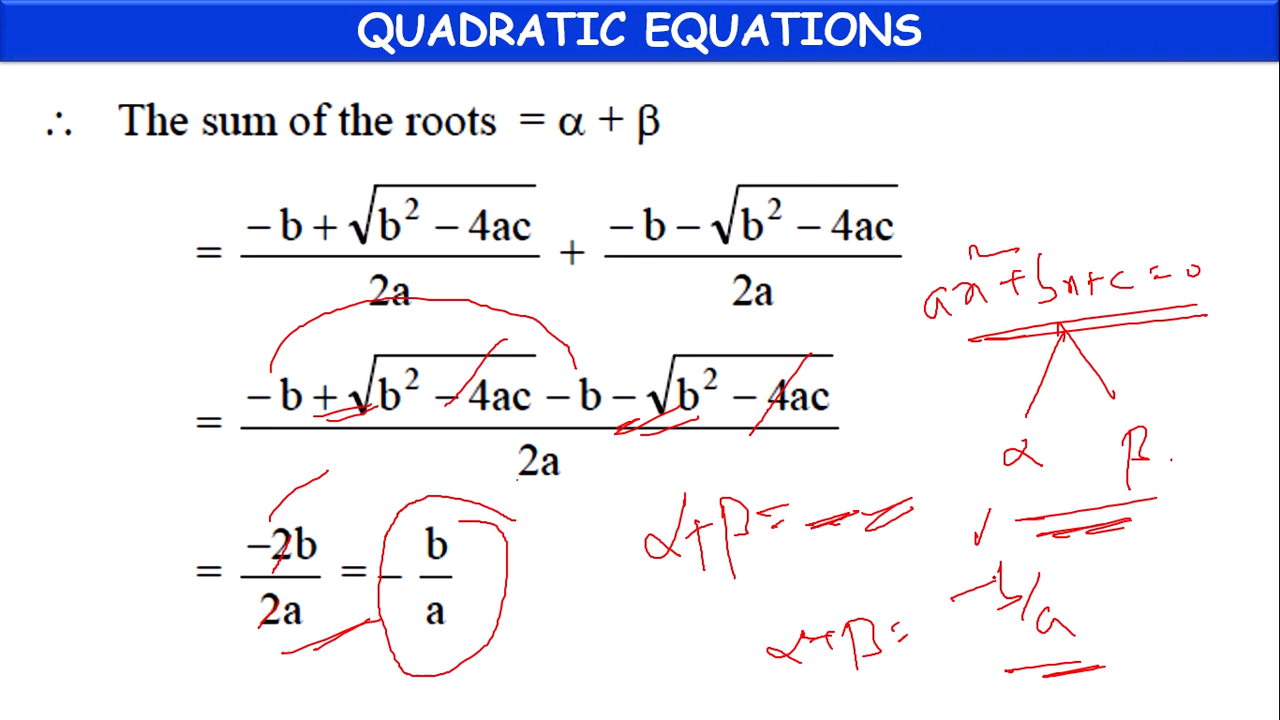 QUADRATIC EQUATIONS
∴ The sum of the roots = α + β
= (−b + √(b² − 4ac))/2a + (−b − √(b² − 4ac))/2a
= (−b + √(b² − 4ac) − b − √(b² − 4ac))/2a
= −2b/2a = − b/a
ax² + bx + c = 0
α β
α + β =
α + β = −b/a